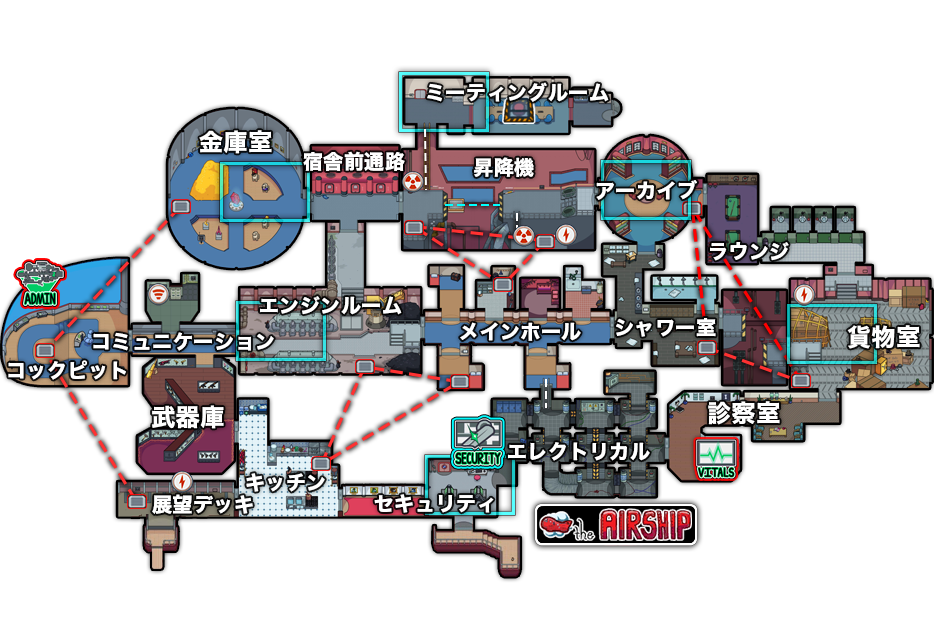 ミーティングルーム
金庫室
宿舎前通路
昇降機
アーカイブ
ラウンジ
ADMIN
エンジンルーム
コミュニケーション
メインホール
シャワー室
貨物室
コックピット
武器庫
診察室
エレクトリカル
SECURITY
VITALS
キッチン
展望デッキ
セキュリティ
the AIRSHIP